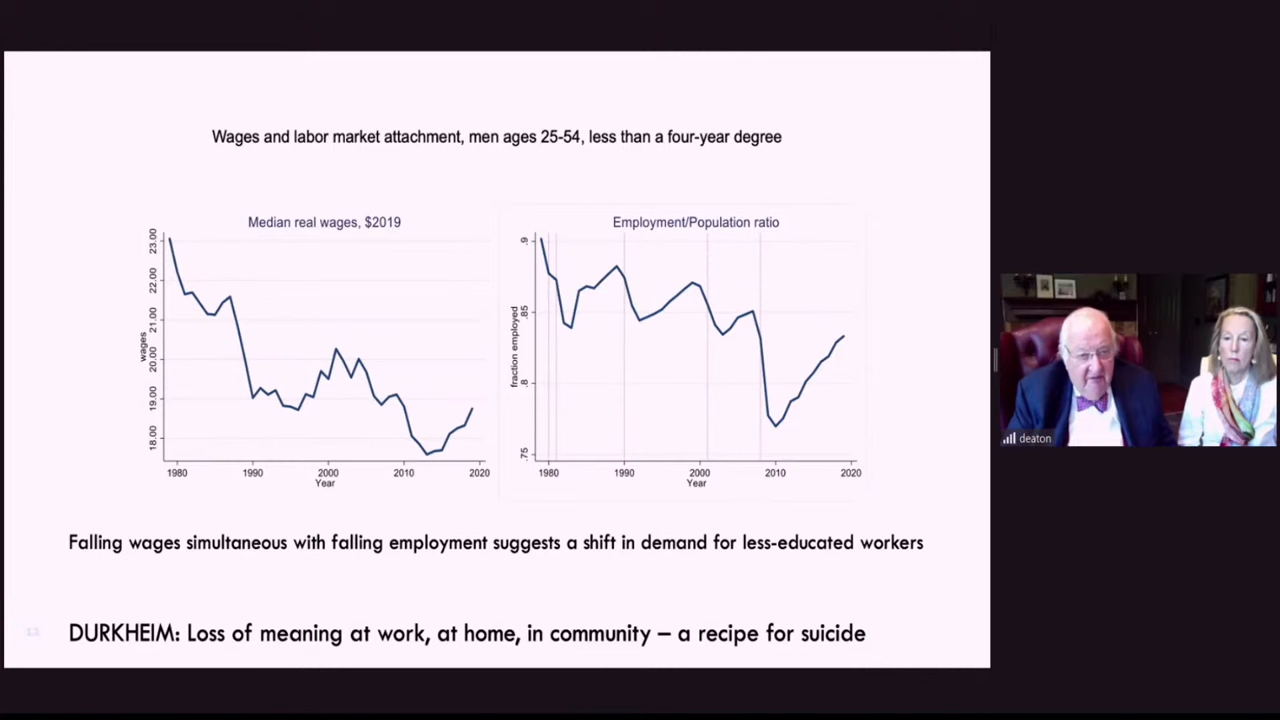 Wages and labor market attachment, men ages 25-54, less than a four-year degree
Median real wages, $2019
23.00
22.00
21.00
20.00
19.00
18.00
wages
1980
1990
2000
2010
2020
Year
Employment/Population ratio
.9
.85
.8
.75
fraction employed
1980
1990
2000
2010
2020
Year
deaton
Falling wages simultaneous with falling employment suggests a shift in demand for less-educated workers
12
DURKHEIM: Loss of meaning at work, at home, in community – a recipe for suicide